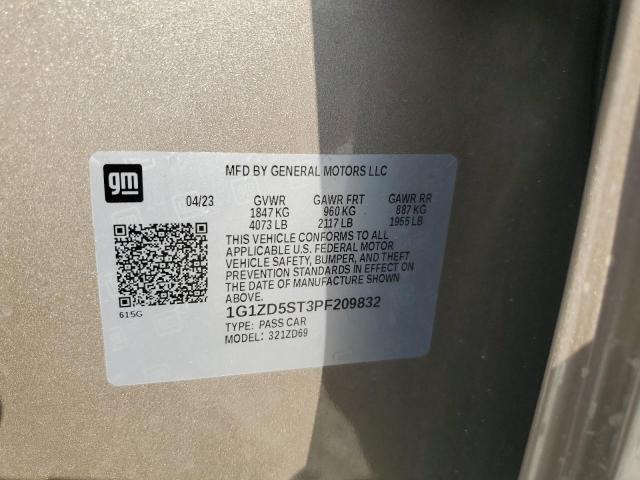 gm
MFD BY GENERAL MOTORS LLC
04/23 GVWR GAWR FRT GAWR RR
1847 KG 960 KG 887 KG
4073 LB 2117 LB 1955 LB
THIS VEHICLE CONFORMS TO ALL
APPLICABLE U.S. FEDERAL MOTOR
VEHICLE SAFETY, BUMPER, AND THEFT
PREVENTION STANDARDS IN EFFECT ON
THE DATE OF MANUFACTURE SHOWN
ABOVE.
615G
1G1ZD5ST3PF209832
TYPE: PASS CAR
MODEL: 321ZD69